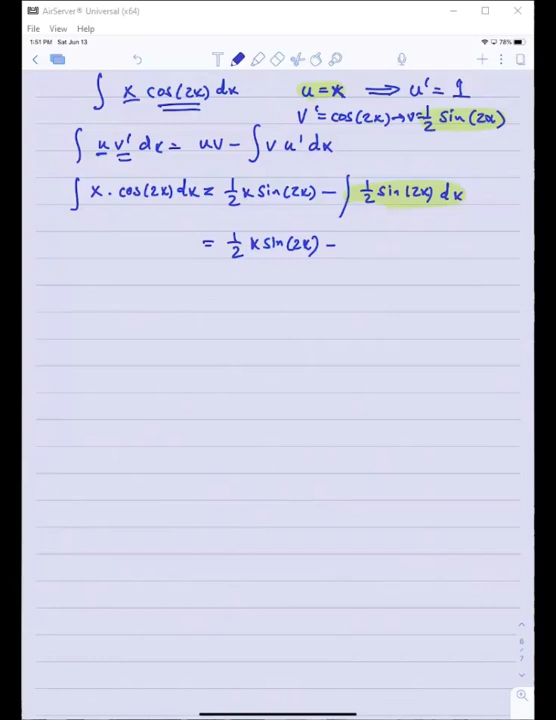 AirServer® Universal (x64)
File View Help
1:51 PM Sat Jun 13 78%
∫ x cos(2x) dx u = x ⟹ u' = 1
v' = cos(2x) → v = 1/2 sin(2x)
∫ u v' dx = uv − ∫ v u' dx
∫ x · cos(2x) dx = 1/2 x sin(2x) − ∫ 1/2 sin(2x) dx
= 1/2 x sin(2x) −
6
7